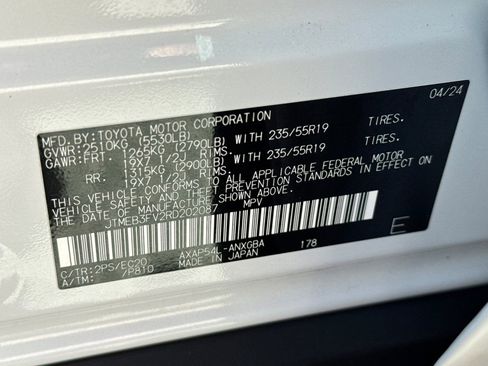 MFD.BY:TOYOTA MOTOR CORPORATION 04/24
GVWR:2510KG (5530LB)
GAWR:FRT. 1265KG (2790LB) WITH 235/55R19 TIRES.
19X7 1/2J RIMS.
RR. 1315KG (2900LB) WITH 235/55R19 TIRES.
19X7 1/2J RIMS.
THIS VEHICLE CONFORMS TO ALL APPLICABLE FEDERAL MOTOR
VEHICLE SAFETY AND THEFT PREVENTION STANDARDS IN EFFECT ON
THE DATE OF MANUFACTURE SHOWN ABOVE.
JTMEB3FV2RD202087 MPV
C/TR:2PS/EC20 AXAP54L-ANXGBA 178 E
A/TM: /P810 MADE IN JAPAN